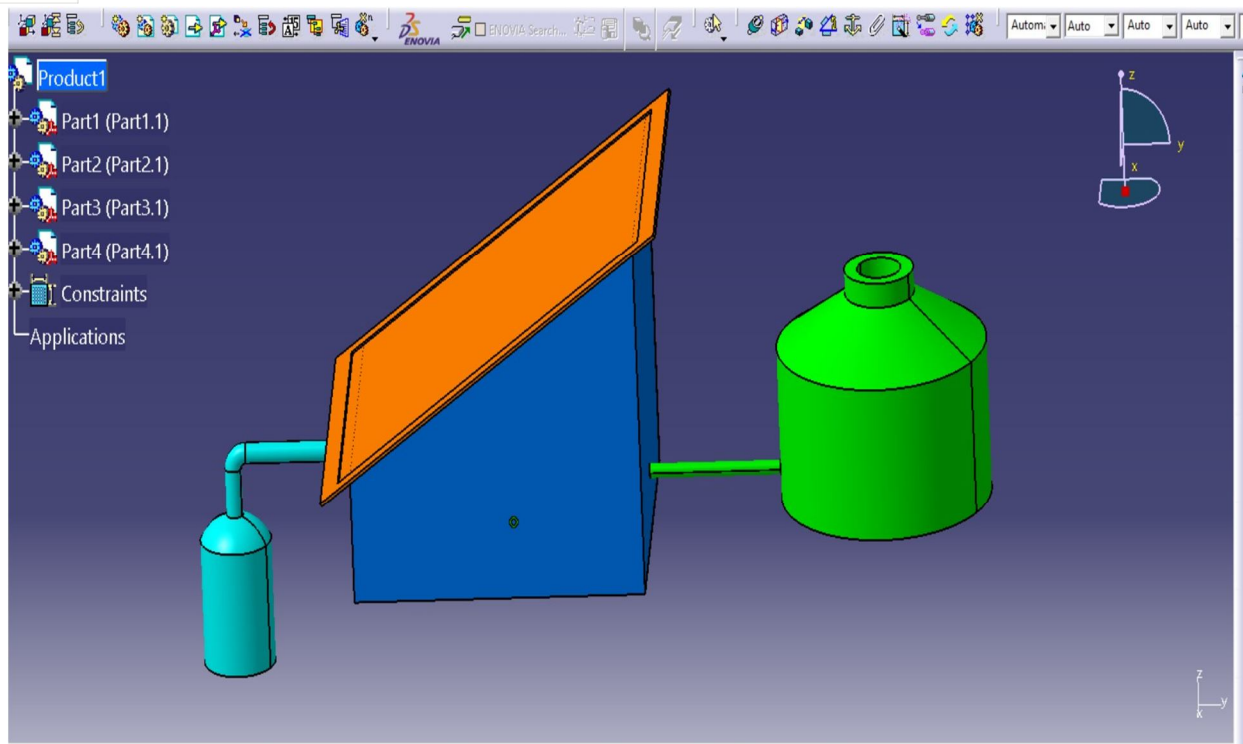 ENOVIA
ENOVIA Search...
Autom
Auto
Auto
Auto
Product1
Part1 (Part1.1)
Part2 (Part2.1)
Part3 (Part3.1)
Part4 (Part4.1)
Constraints
Applications
z
y
x
z
y
x